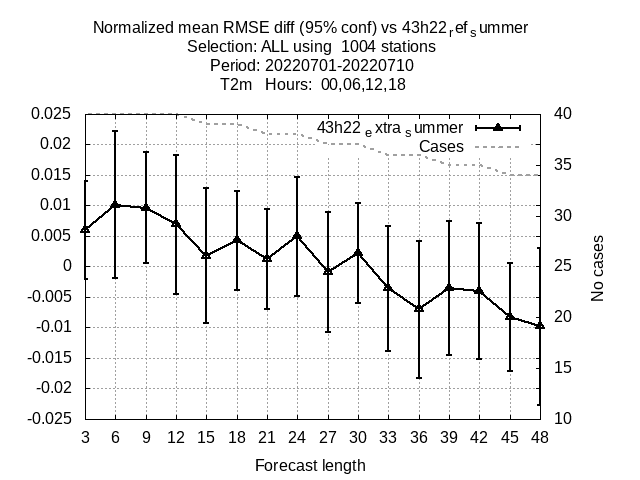 Normalized mean RMSE diff (95% conf) vs 43h22refsummer
Selection: ALL using  1004 stations
Period: 20220701-20220710
T2m   Hours:  00,06,12,18
43h22extrasummer
Cases
0.025
0.02
0.015
0.01
0.005
0
-0.005
-0.01
-0.015
-0.02
-0.025
40
35
30
25
20
15
10
No cases
3 6 9 12 15 18 21 24 27 30 33 36 39 42 45 48
Forecast length